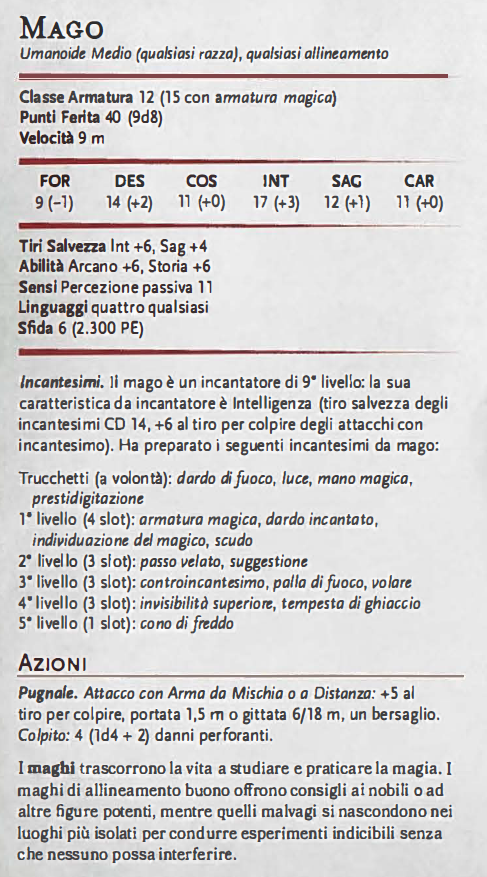 MAGO
Umanoide Medio (qualsiasi razza), qualsiasi allineamento
Classe Armatura 12 (15 con armatura magica)
Punti Ferita 40 (9d8)
Velocità 9 m
FOR DES COS INT SAG CAR
9 (-1) 14 (+2) 11 (+0) 17 (+3) 12 (+1) 11 (+0)
Tiri Salvezza Int +6, Sag +4
Abilità Arcano +6, Storia +6
Sensi Percezione passiva 11
Linguaggi quattro qualsiasi
Sfida 6 (2.300 PE)
Incantesimi. Il mago è un incantatore di 9° livello: la sua
caratteristica da incantatore è Intelligenza (tiro salvezza degli
incantesimi CD 14, +6 al tiro per colpire degli attacchi con
incantesimo). Ha preparato i seguenti incantesimi da mago:
Trucchetti (a volontà): dardo di fuoco, luce, mano magica,
prestidigitazione
1° livello (4 slot): armatura magica, dardo incantato,
individuazione del magico, scudo
2° livello (3 slot): passo velato, suggestione
3° livello (3 slot): controincantesimo, palla di fuoco, volare
4° livello (3 slot): invisibilità superiore, tempesta di ghiaccio
5° livello (1 slot): cono di freddo
AZIONI
Pugnale. Attacco con Arma da Mischia o a Distanza: +5 al
tiro per colpire, portata 1,5 m o gittata 6/18 m, un bersaglio.
Colpito: 4 (1d4 + 2) danni perforanti.
I maghi trascorrono la vita a studiare e praticare la magia. I
maghi di allineamento buono offrono consigli ai nobili o ad
altre figure potenti, mentre quelli malvagi si nascondono nei
luoghi più isolati per condurre esperimenti indicibili senza
che nessuno possa interferire.